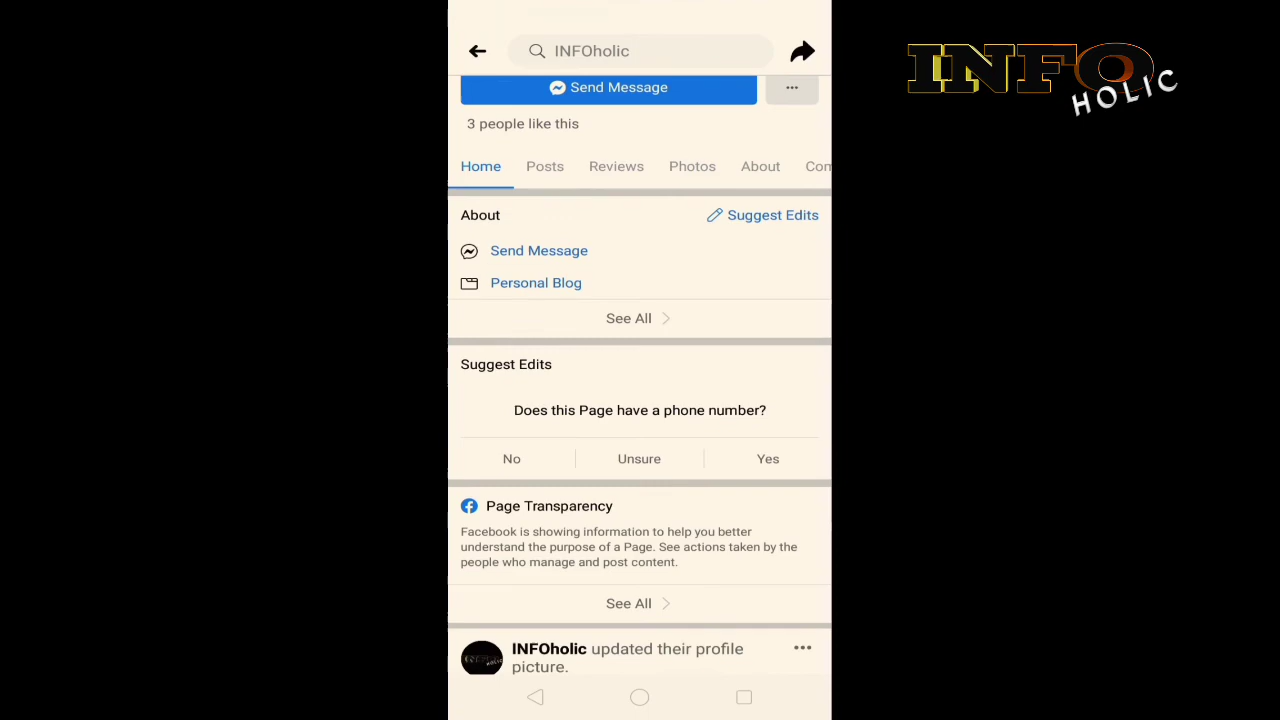 INFOholic
INFO
HOLIC
Send Message
3 people like this
Home Posts Reviews Photos About Con
About Suggest Edits
Send Message
Personal Blog
See All
Suggest Edits
Does this Page have a phone number?
No Unsure Yes
Page Transparency
Facebook is showing information to help you better
understand the purpose of a Page. See actions taken by the
people who manage and post content.
See All
INFOholic updated their profile
picture.